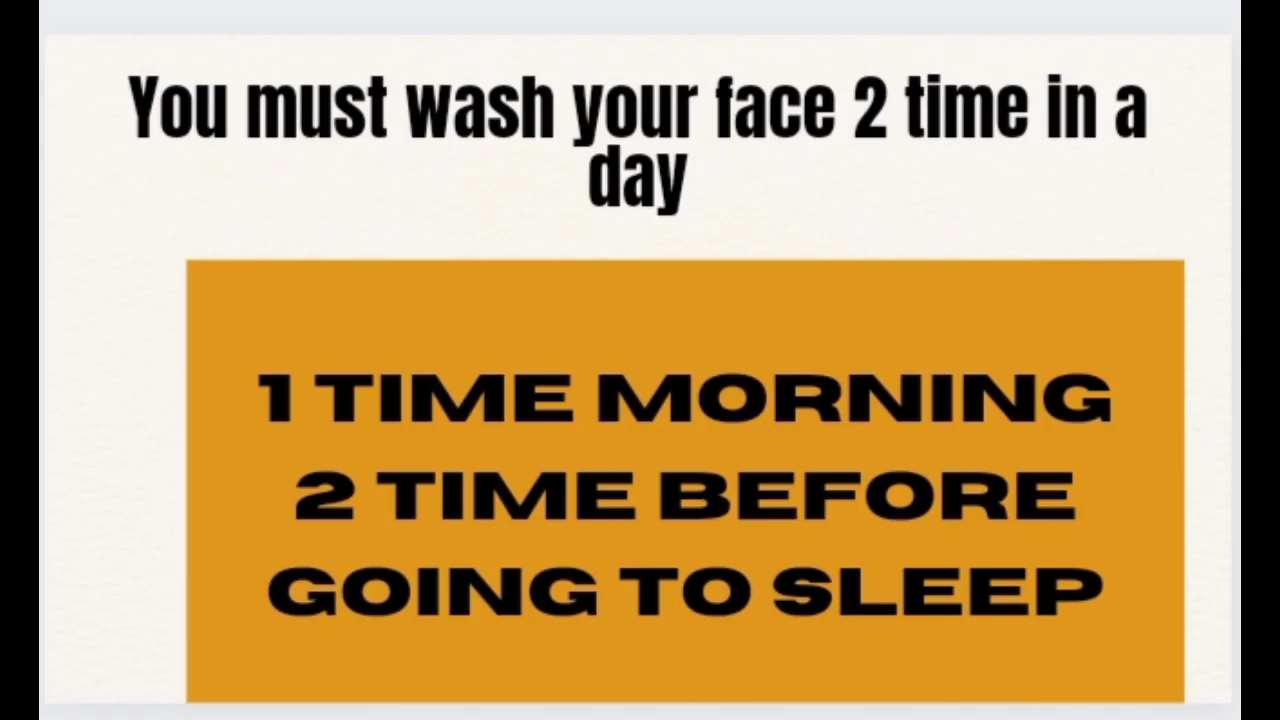 You must wash your face 2 time in a
day
1 TIME MORNING
2 TIME BEFORE
GOING TO SLEEP